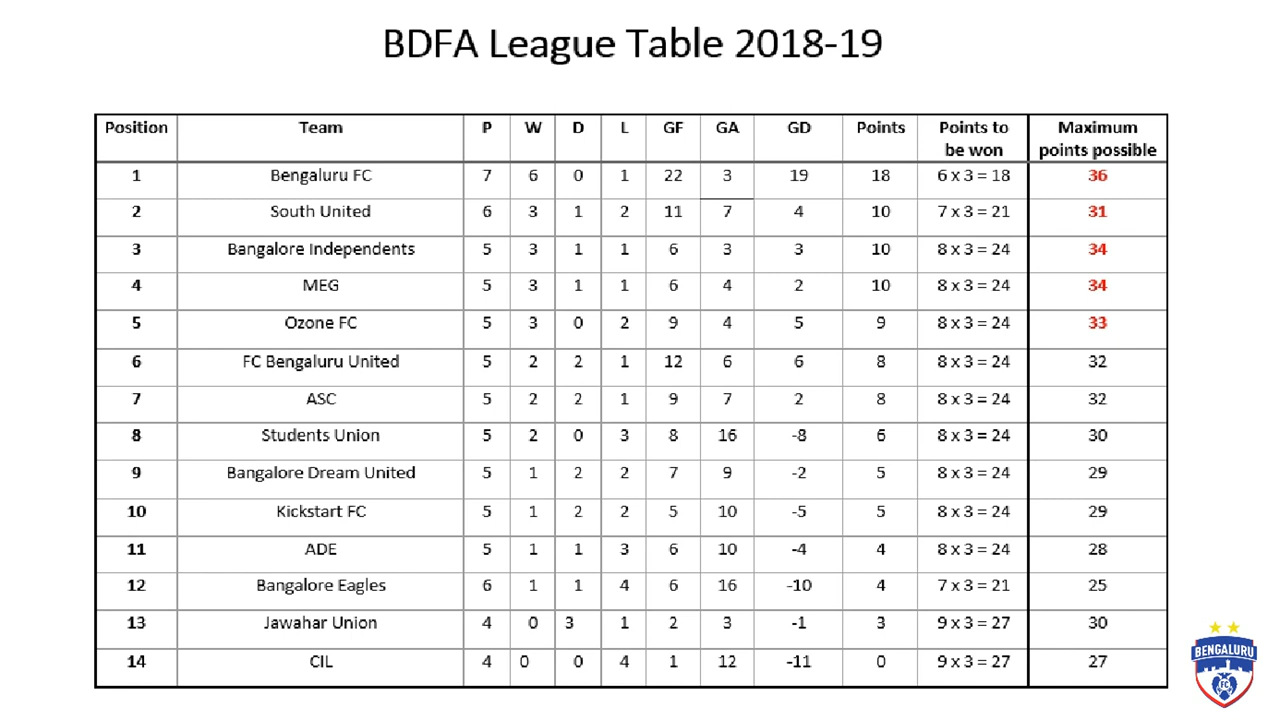 BDFA League Table 2018-19
Position Team P W D L GF GA GD Points Points to be won Maximum points possible
1 Bengaluru FC 7 6 0 1 22 3 19 18 6 x 3 = 18 36
2 South United 6 3 1 2 11 7 4 10 7 x 3 = 21 31
3 Bangalore Independents 5 3 1 1 6 3 3 10 8 x 3 = 24 34
4 MEG 5 3 1 1 6 4 2 10 8 x 3 = 24 34
5 Ozone FC 5 3 0 2 9 4 5 9 8 x 3 = 24 33
6 FC Bengaluru United 5 2 2 1 12 6 6 8 8 x 3 = 24 32
7 ASC 5 2 2 1 9 7 2 8 8 x 3 = 24 32
8 Students Union 5 2 0 3 8 16 -8 6 8 x 3 = 24 30
9 Bangalore Dream United 5 1 2 2 7 9 -2 5 8 x 3 = 24 29
10 Kickstart FC 5 1 2 2 5 10 -5 5 8 x 3 = 24 29
11 ADE 5 1 1 3 6 10 -4 4 8 x 3 = 24 28
12 Bangalore Eagles 6 1 1 4 6 16 -10 4 7 x 3 = 21 25
13 Jawahar Union 4 0 3 1 2 3 -1 3 9 x 3 = 27 30
14 CIL 4 0 0 4 1 12 -11 0 9 x 3 = 27 27
BENGALURU
FC